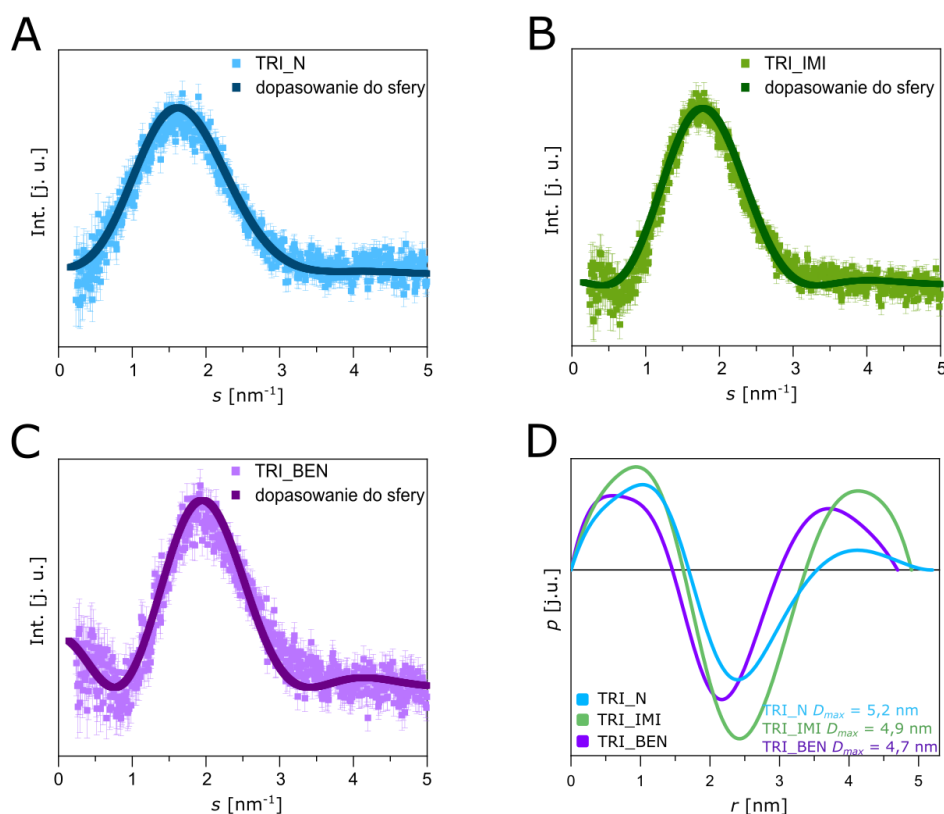 A
TRI_N
dopasowanie do sfery
Int. [j. u.]
0 1 2 3 4 5
s [nm⁻¹]
B
TRI_IMI
dopasowanie do sfery
Int. [j. u.]
0 1 2 3 4 5
s [nm⁻¹]
C
TRI_BEN
dopasowanie do sfery
Int. [j. u.]
0 1 2 3 4 5
s [nm⁻¹]
D
p [j.u.]
TRI_N
TRI_IMI
TRI_BEN
TRI_N Dmax = 5,2 nm
TRI_IMI Dmax = 4,9 nm
TRI_BEN Dmax = 4,7 nm
0 1 2 3 4 5
r [nm]